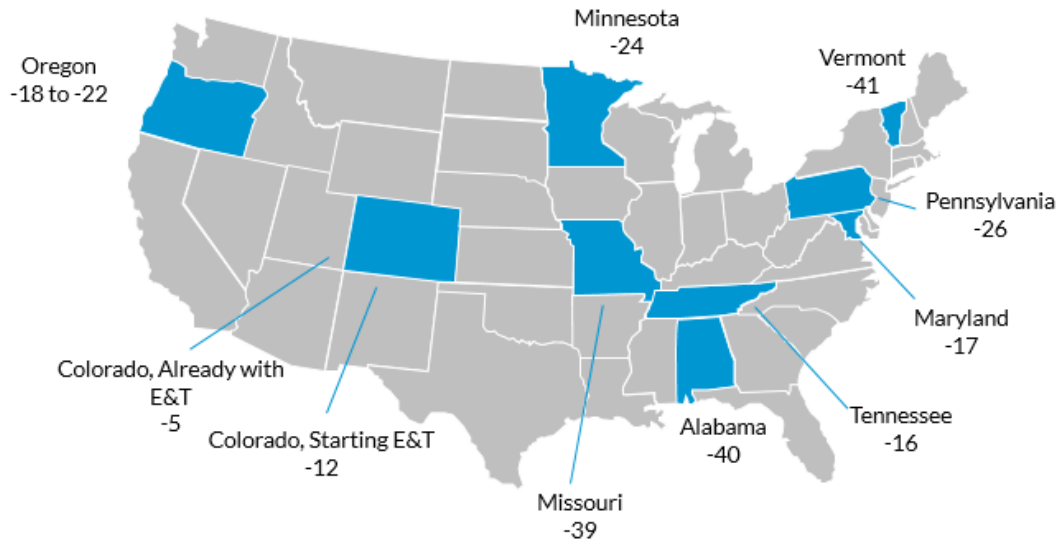 Minnesota
-24
Oregon
-18 to -22
Vermont
-41
Pennsylvania
-26
Maryland
-17
Colorado, Already with
E&T
-5
Colorado, Starting E&T
-12
Missouri
-39
Alabama
-40
Tennessee
-16